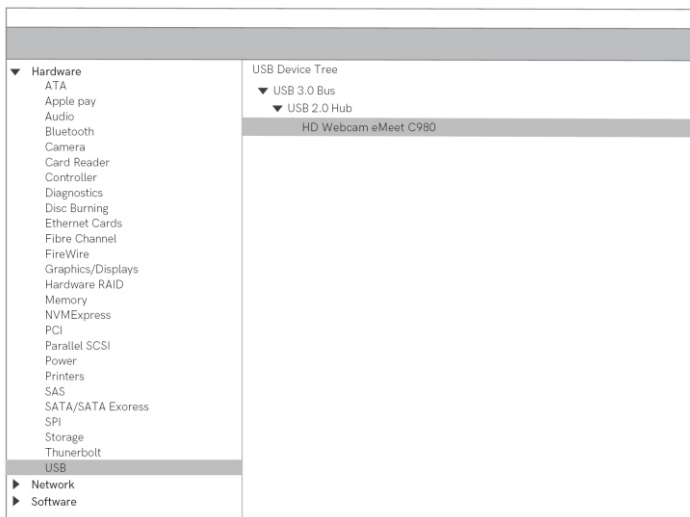 Hardware
ATA
Apple pay
Audio
Bluetooth
Camera
Card Reader
Controller
Diagnostics
Disc Burning
Ethernet Cards
Fibre Channel
FireWire
Graphics/Displays
Hardware RAID
Memory
NVMExpress
PCI
Parallel SCSI
Power
Printers
SAS
SATA/SATA Exoress
SPI
Storage
Thunerbolt
USB
Network
Software
USB Device Tree
USB 3.0 Bus
USB 2.0 Hub
HD Webcam eMeet C980